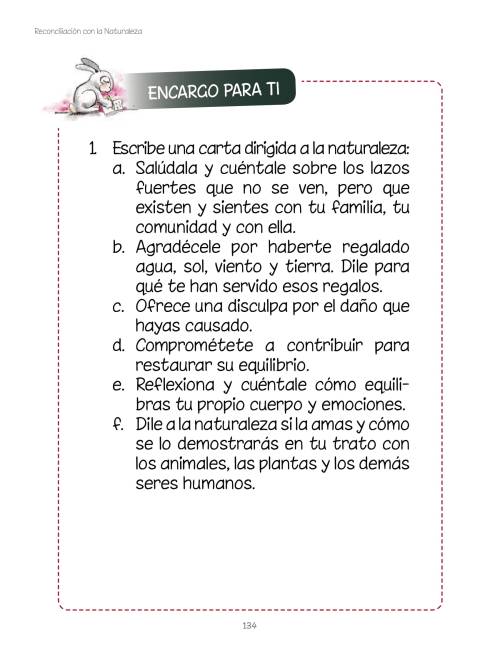 Reconciliación con la Naturaleza
ENCARGO PARA TI
1. Escribe una carta dirigida a la naturaleza:
a. Salúdala y cuéntale sobre los lazos
fuertes que no se ven, pero que
existen y sientes con tu familia, tu
comunidad y con ella.
b. Agradécele por haberte regalado
agua, sol, viento y tierra. Dile para
qué te han servido esos regalos.
c. Ofrece una disculpa por el daño que
hayas causado.
d. Comprométete a contribuir para
restaurar su equilibrio.
e. Reflexiona y cuéntale cómo equili-
bras tu propio cuerpo y emociones.
f. Dile a la naturaleza si la amas y cómo
se lo demostrarás en tu trato con
los animales, las plantas y los demás
seres humanos.
134